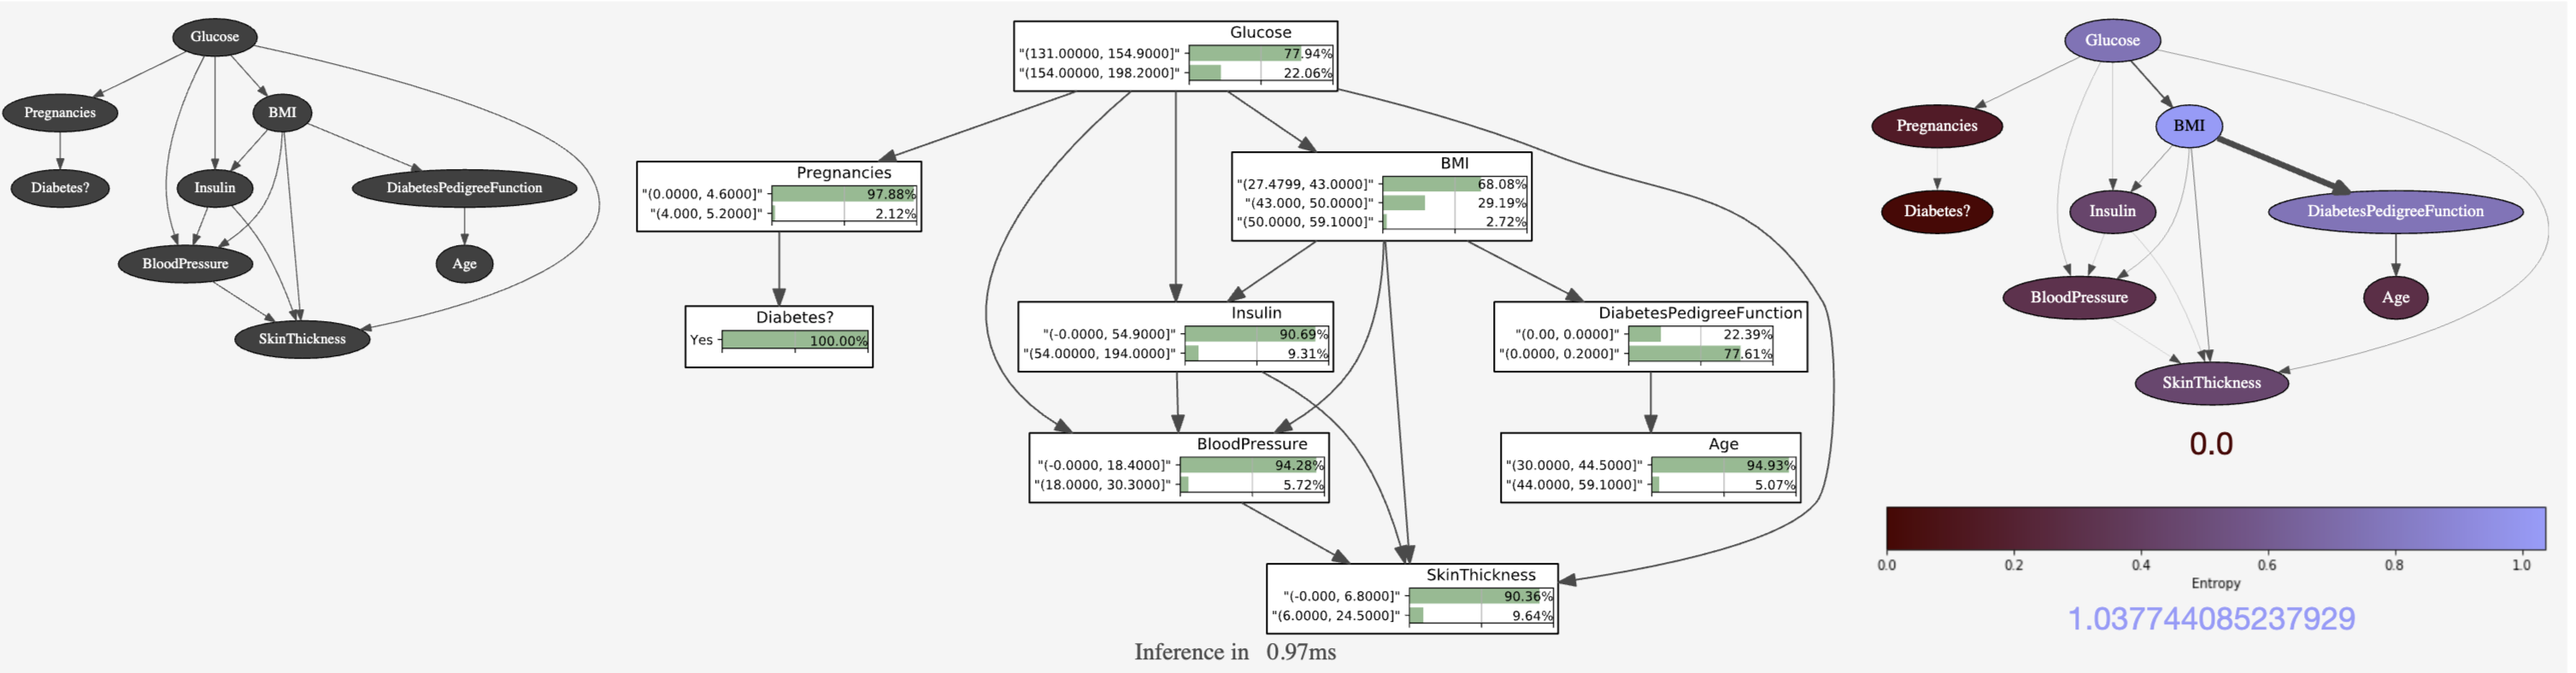 Glucose
Pregnancies
BMI
Diabetes?
Insulin
DiabetesPedigreeFunction
BloodPressure
Age
SkinThickness
Glucose
"(131.00000, 154.9000]" 77.94%
"(154.00000, 198.2000]" 22.06%
Pregnancies
"(0.0000, 4.6000]" 97.88%
"(4.000, 5.2000]" 2.12%
BMI
"(27.4799, 43.0000]" 68.08%
"(43.000, 50.0000]" 29.19%
"(50.0000, 59.1000]" 2.72%
Diabetes?
Yes 100.00%
Insulin
"(-0.0000, 54.9000]" 90.69%
"(54.00000, 194.0000]" 9.31%
DiabetesPedigreeFunction
"(0.00, 0.0000]" 22.39%
"(0.0000, 0.2000]" 77.61%
BloodPressure
"(-0.0000, 18.4000]" 94.28%
"(18.0000, 30.3000]" 5.72%
Age
"(30.0000, 44.5000]" 94.93%
"(44.0000, 59.1000]" 5.07%
SkinThickness
"(-0.000, 6.8000]" 90.36%
"(6.0000, 24.5000]" 9.64%
Inference in 0.97ms
Glucose
Pregnancies
BMI
Diabetes?
Insulin
DiabetesPedigreeFunction
BloodPressure
Age
SkinThickness
0.0
0.0 0.2 0.4 0.6 0.8 1.0
Entropy
1.037744085237929